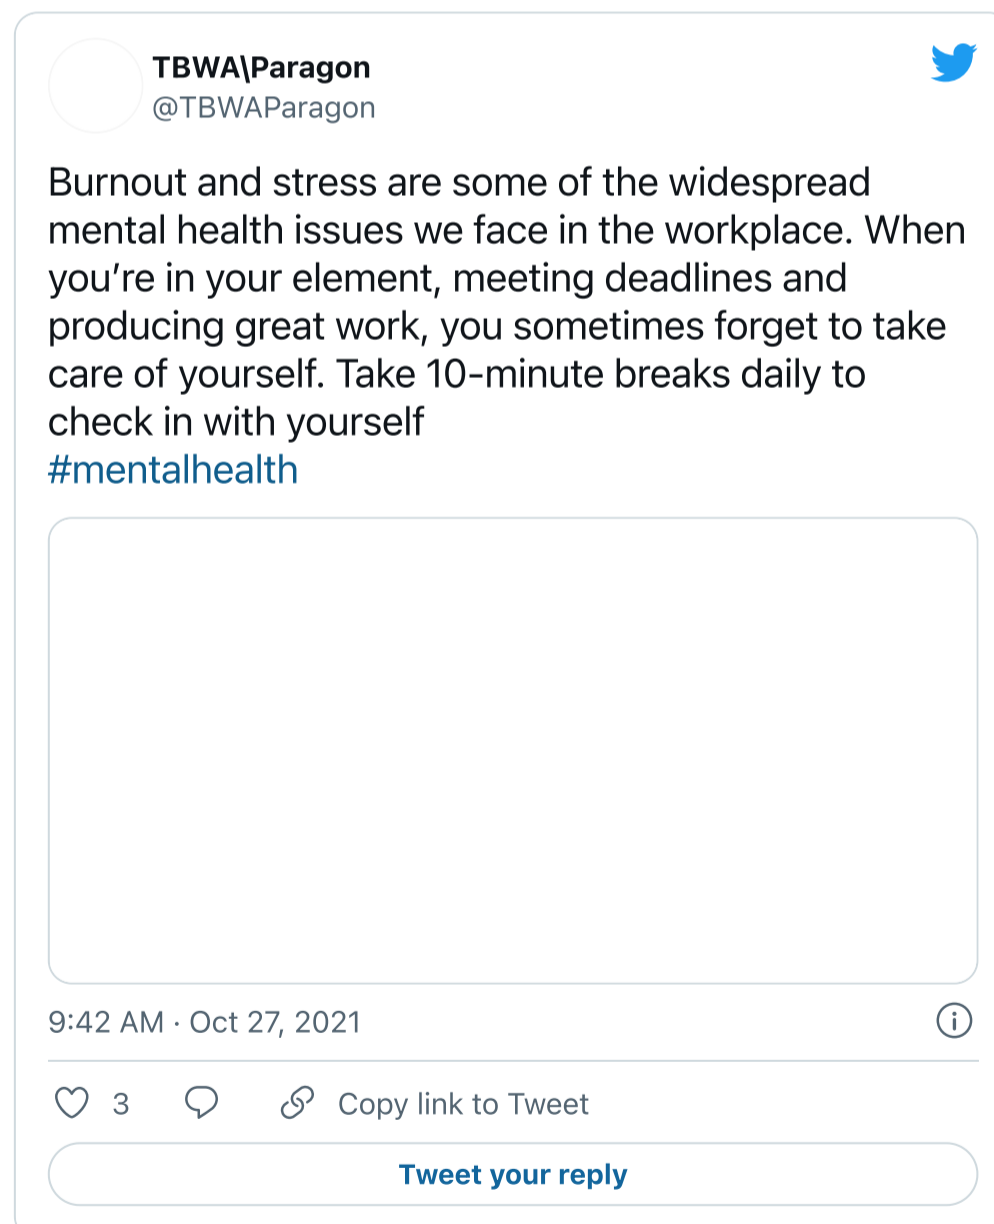 TBWA\Paragon
@TBWAParagon
Burnout and stress are some of the widespread
mental health issues we face in the workplace. When
you’re in your element, meeting deadlines and
producing great work, you sometimes forget to take
care of yourself. Take 10-minute breaks daily to
check in with yourself
#mentalhealth
9:42 AM · Oct 27, 2021
3 Copy link to Tweet
Tweet your reply